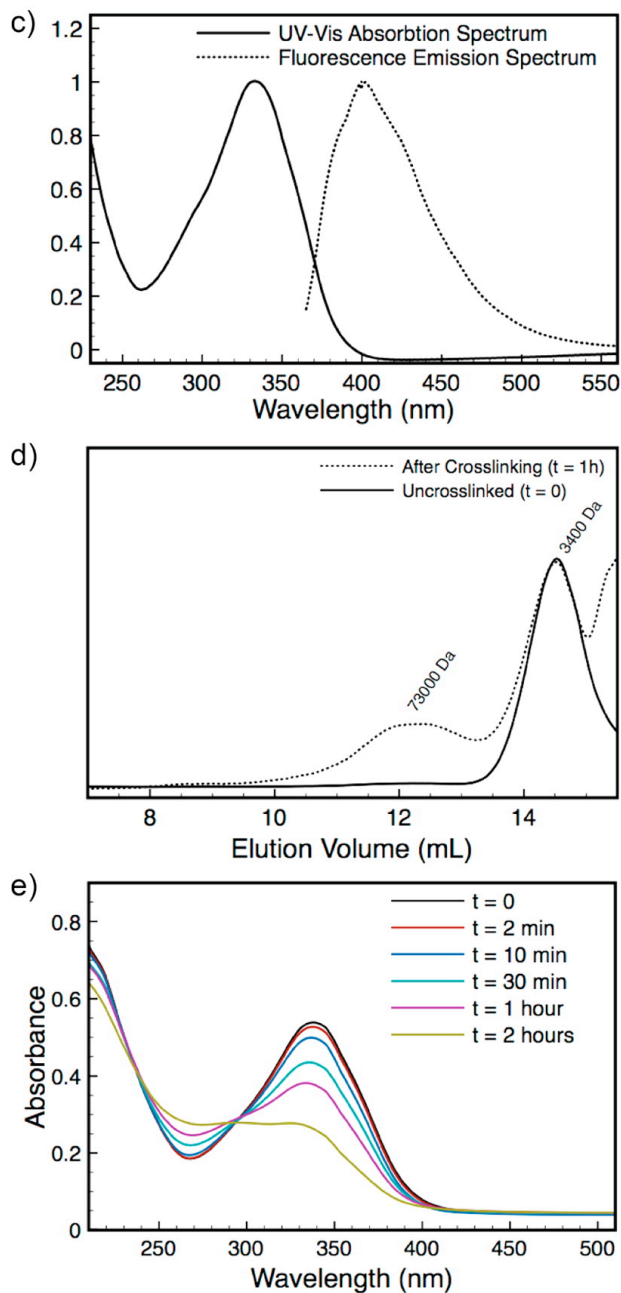 c)
1.2
1
0.8
0.6
0.4
0.2
0
UV-Vis Absorbtion Spectrum
Fluorescence Emission Spectrum
250 300 350 400 450 500 550
Wavelength (nm)
d)
After Crosslinking (t = 1h)
Uncrosslinked (t = 0)
73000 Da
3400 Da
8 10 12 14
Elution Volume (mL)
e)
Absorbance
0.8
0.6
0.4
0.2
0
t = 0
t = 2 min
t = 10 min
t = 30 min
t = 1 hour
t = 2 hours
250 300 350 400 450 500
Wavelength (nm)